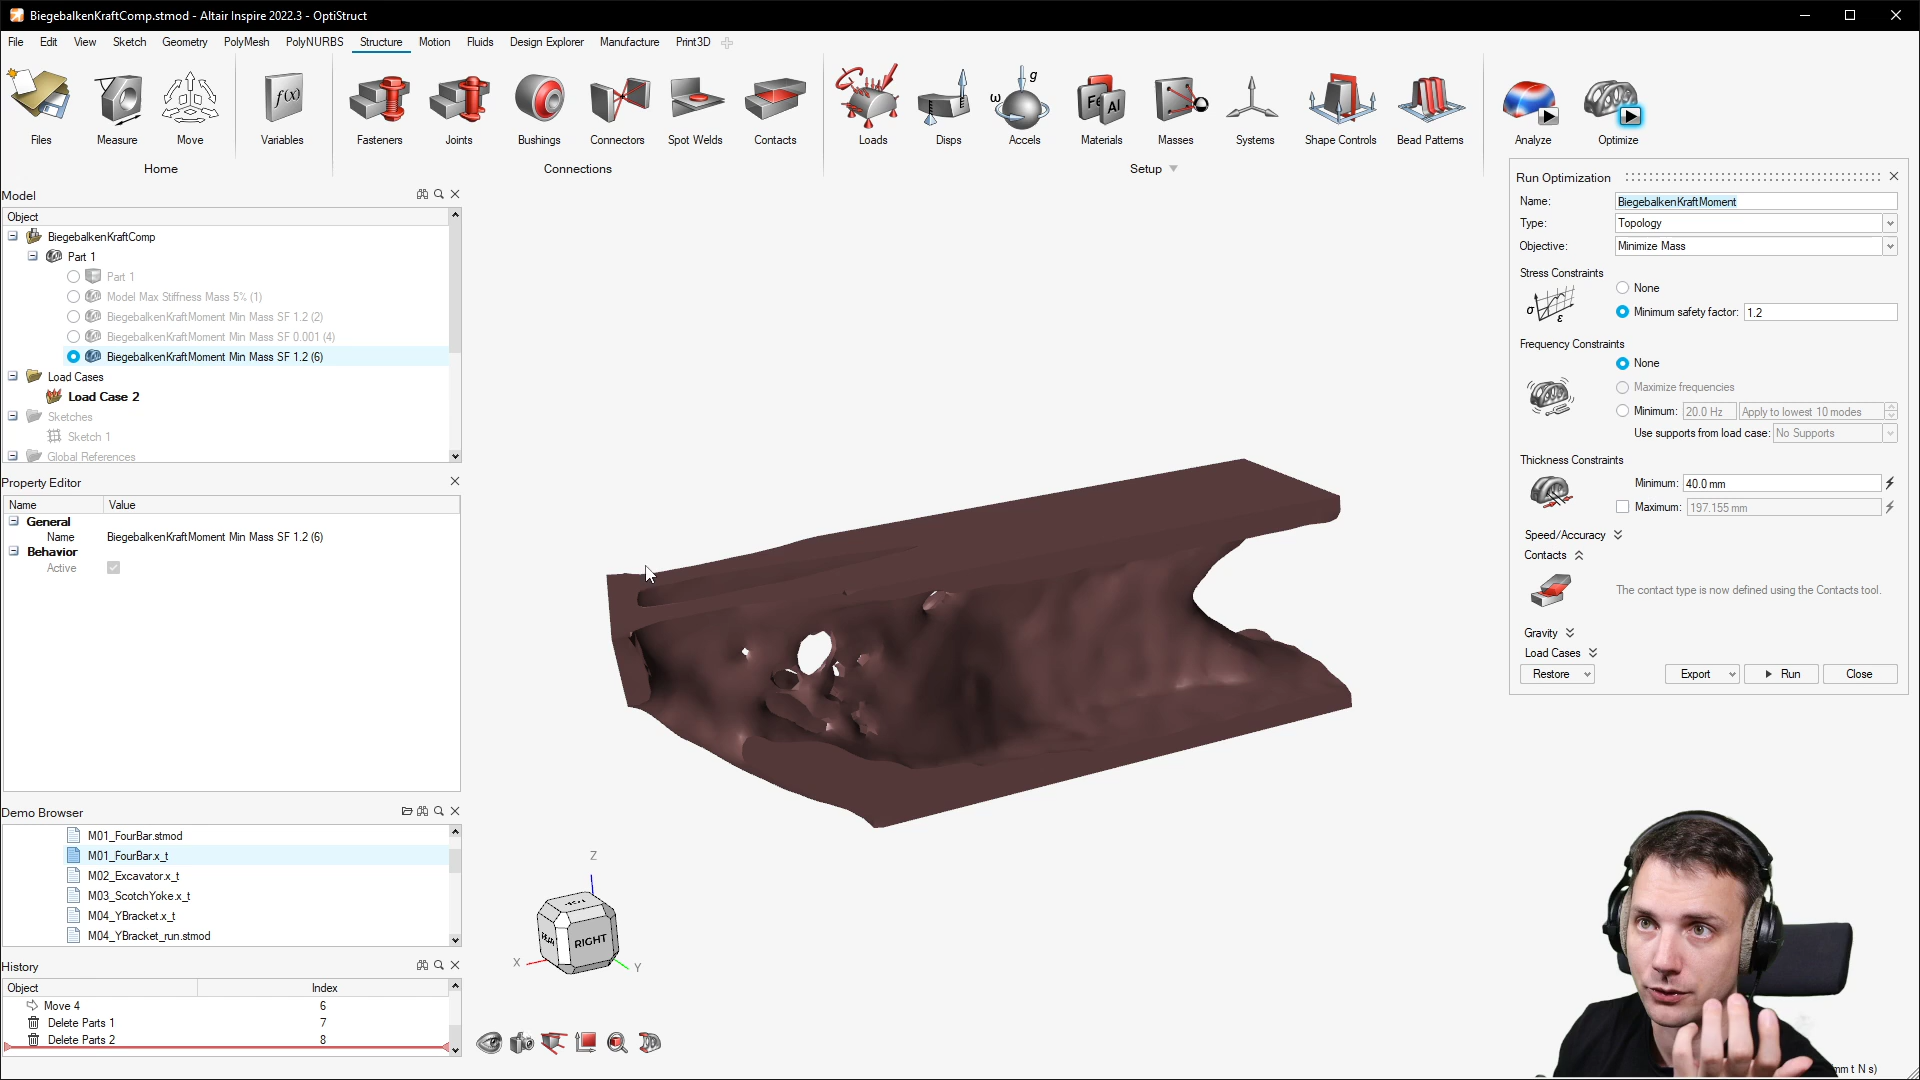 BiegebalkenKraftComp.stmod - Altair Inspire 2022.3 - OptiStruct
File Edit View Sketch Geometry PolyMesh PolyNURBS Structure Motion Fluids Design Explorer Manufacture Print3D
f(x)
g
ω
Fe
Al
Files Measure Move Variables Fasteners Joints Bushings Connectors Spot Welds Contacts Loads Disps Accels Materials Masses Systems Shape Controls Bead Patterns Analyze Optimize
Home Connections Setup
Model
Object
BiegebalkenKraftComp
Part 1
Part 1
Model Max Stiffness Mass 5% (1)
BiegebalkenKraftMoment Min Mass SF 1.2 (2)
BiegebalkenKraftMoment Min Mass SF 0.001 (4)
BiegebalkenKraftMoment Min Mass SF 1.2 (6)
Load Cases
Load Case 2
Sketches
Sketch 1
Global References
Property Editor
Name Value
General
Name BiegebalkenKraftMoment Min Mass SF 1.2 (6)
Behavior
Active
Demo Browser
M01_FourBar.stmod
M01_FourBar.x_t
M02_Excavator.x_t
M03_ScotchYoke.x_t
M04_YBracket.x_t
M04_YBracket_run.stmod
History
Object Index
Move 4 6
Delete Parts 1 7
Delete Parts 2 8
Z
RIGHT
X
Y
Run Optimization
Name: BiegebalkenKraftMoment
Type: Topology
Objective: Minimize Mass
Stress Constraints
σ
ε
None
Minimum safety factor: 1.2
Frequency Constraints
None
Maximize frequencies
Minimum: 20.0 Hz Apply to lowest 10 modes
Use supports from load case: No Supports
Thickness Constraints
Minimum: 40.0 mm
Maximum: 197.155 mm
Speed/Accuracy
Contacts
The contact type is now defined using the Contacts tool.
Gravity
Load Cases
Restore Export Run Close
mm t N s)